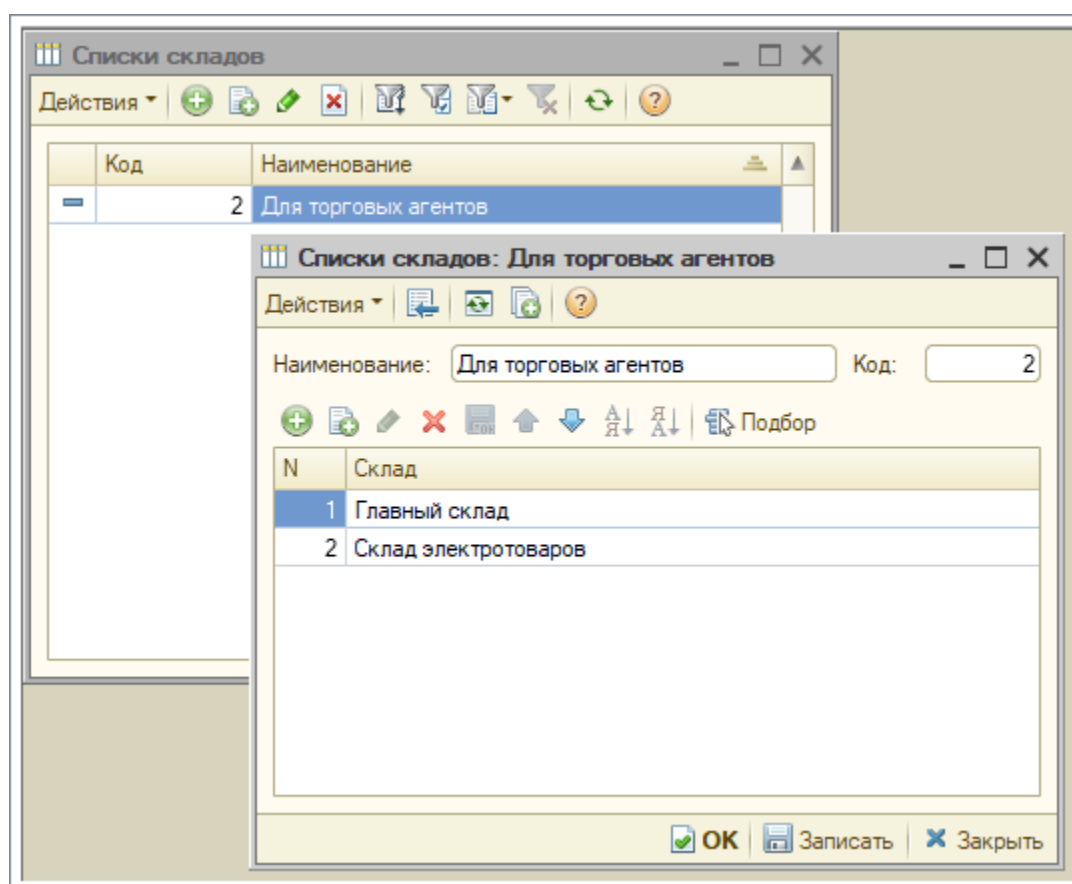 Списки складов
Действия
Код Наименование
2 Для торговых агентов
Списки складов: Для торговых агентов
Действия
Наименование: Для торговых агентов Код: 2
Подбор
N Склад
1 Главный склад
2 Склад электротоваров
OK Записать Закрыть